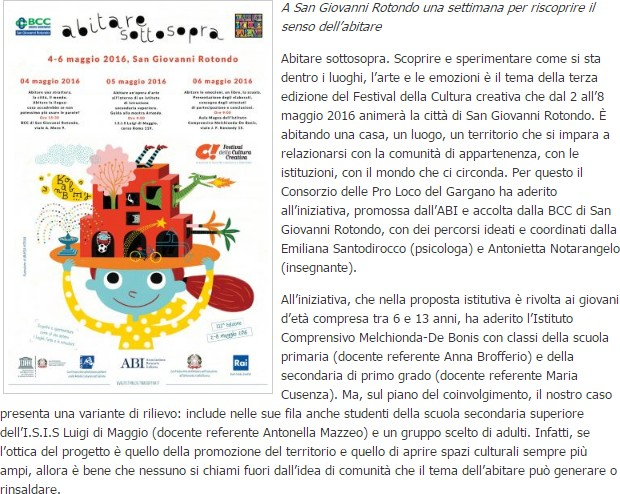 BCC
abitare
sottosopra
4-6 maggio 2016, San Giovanni Rotondo
04 maggio 2016
05 maggio 2016
06 maggio 2016
Festival
della Cultura
Creativa
ABI
Rai
A San Giovanni Rotondo una settimana per riscoprire il
senso dell’abitare
Abitare sottosopra. Scoprire e sperimentare come si sta
dentro i luoghi, l’arte e le emozioni è il tema della terza
edizione del Festival della Cultura creativa che dal 2 all’8
maggio 2016 animerà la città di San Giovanni Rotondo. È
abitando una casa, un luogo, un territorio che si impara a
relazionarsi con la comunità di appartenenza, con le
istituzioni, con il mondo che ci circonda. Per questo il
Consorzio delle Pro Loco del Gargano ha aderito
all’iniziativa, promossa dall’ABI e accolta dalla BCC di San
Giovanni Rotondo, con dei percorsi ideati e coordinati dalla
Emiliana Santodirocco (psicologa) e Antonietta Notarangelo
(insegnante).
All’iniziativa, che nella proposta istitutiva è rivolta ai giovani
d’età compresa tra 6 e 13 anni, ha aderito l’Istituto
Comprensivo Melchionda-De Bonis con classi della scuola
primaria (docente referente Anna Brofferio) e della
secondaria di primo grado (docente referente Maria
Cusenza). Ma, sul piano del coinvolgimento, il nostro caso
presenta una variante di rilievo: include nelle sue fila anche studenti della scuola secondaria superiore
dell’I.S.I.S Luigi di Maggio (docente referente Antonella Mazzeo) e un gruppo scelto di adulti. Infatti, se
l’ottica del progetto è quello della promozione del territorio e quello di aprire spazi culturali sempre più
ampi, allora è bene che nessuno si chiami fuori dall’idea di comunità che il tema dell’abitare può generare o
rinsaldare.